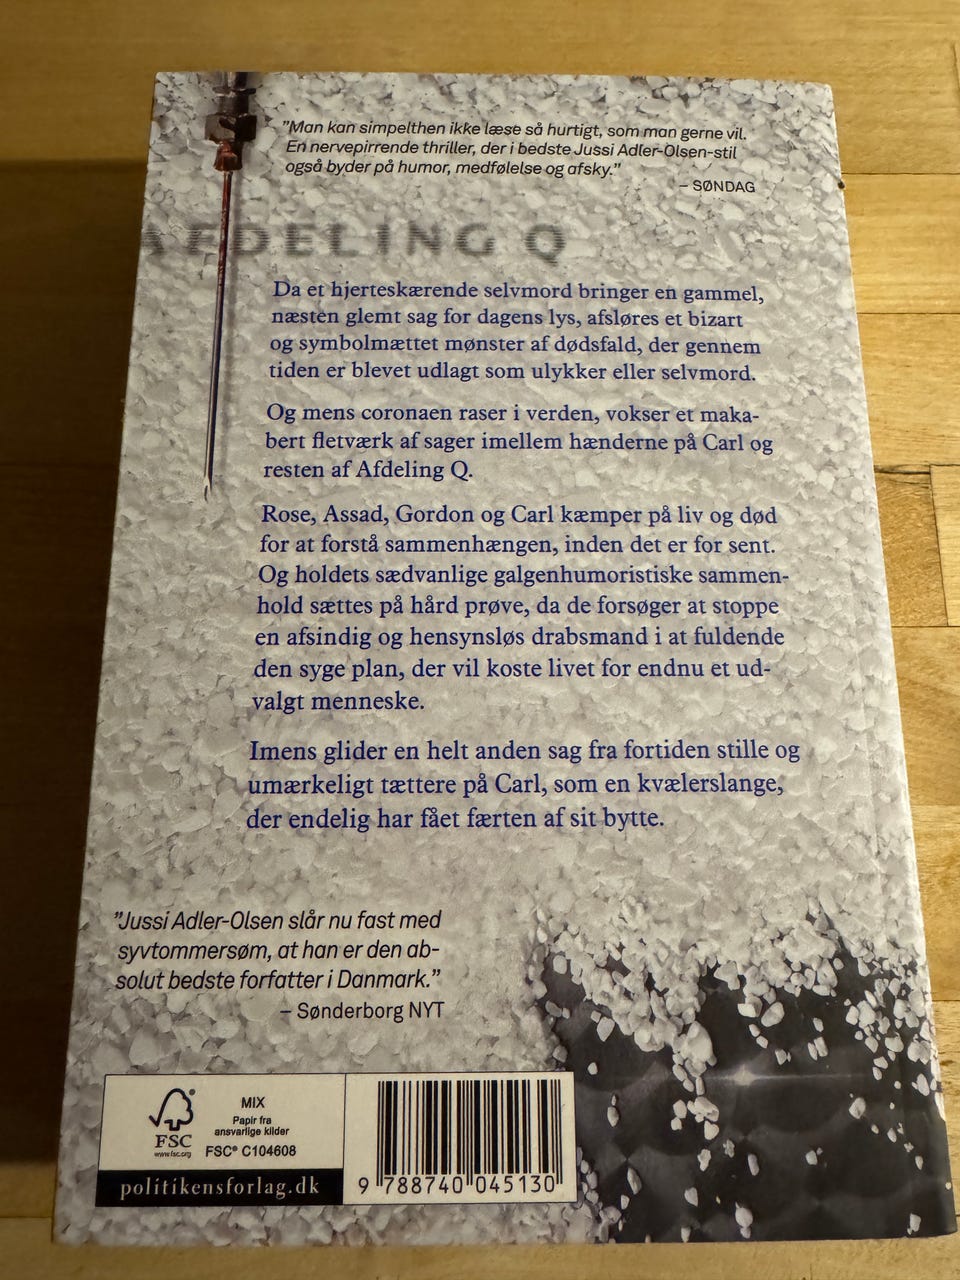 "Man kan simpelthen ikke læse så hurtigt, som man gerne vil.
En nervepirrende thriller, der i bedste Jussi Adler-Olsen-stil
også byder på humor, medfølelse og afsky."
– SØNDAG
AFDELING Q
Da et hjerteskærende selvmord bringer en gammel,
næsten glemt sag for dagens lys, afsløres et bizart
og symbolmættet mønster af dødsfald, der gennem
tiden er blevet udlagt som ulykker eller selvmord.
Og mens coronaen raser i verden, vokser et maka-
bert fletværk af sager imellem hænderne på Carl og
resten af Afdeling Q.
Rose, Assad, Gordon og Carl kæmper på liv og død
for at forstå sammenhængen, inden det er for sent.
Og holdets sædvanlige galgenhumoristiske sammen-
hold sættes på hård prøve, da de forsøger at stoppe
en afsindig og hensynsløs drabsmand i at fuldende
den syge plan, der vil koste livet for endnu et ud-
valgt menneske.
Imens glider en helt anden sag fra fortiden stille og
umærkeligt tættere på Carl, som en kvælerslange,
der endelig har fået færten af sit bytte.
"Jussi Adler-Olsen slår nu fast med
syvtommersøm, at han er den ab-
solut bedste forfatter i Danmark."
– Sønderborg NYT
FSC
www.fsc.org
MIX
Papir fra
ansvarlige kilder
FSC® C104608
politikensforlag.dk
9 788740 045130